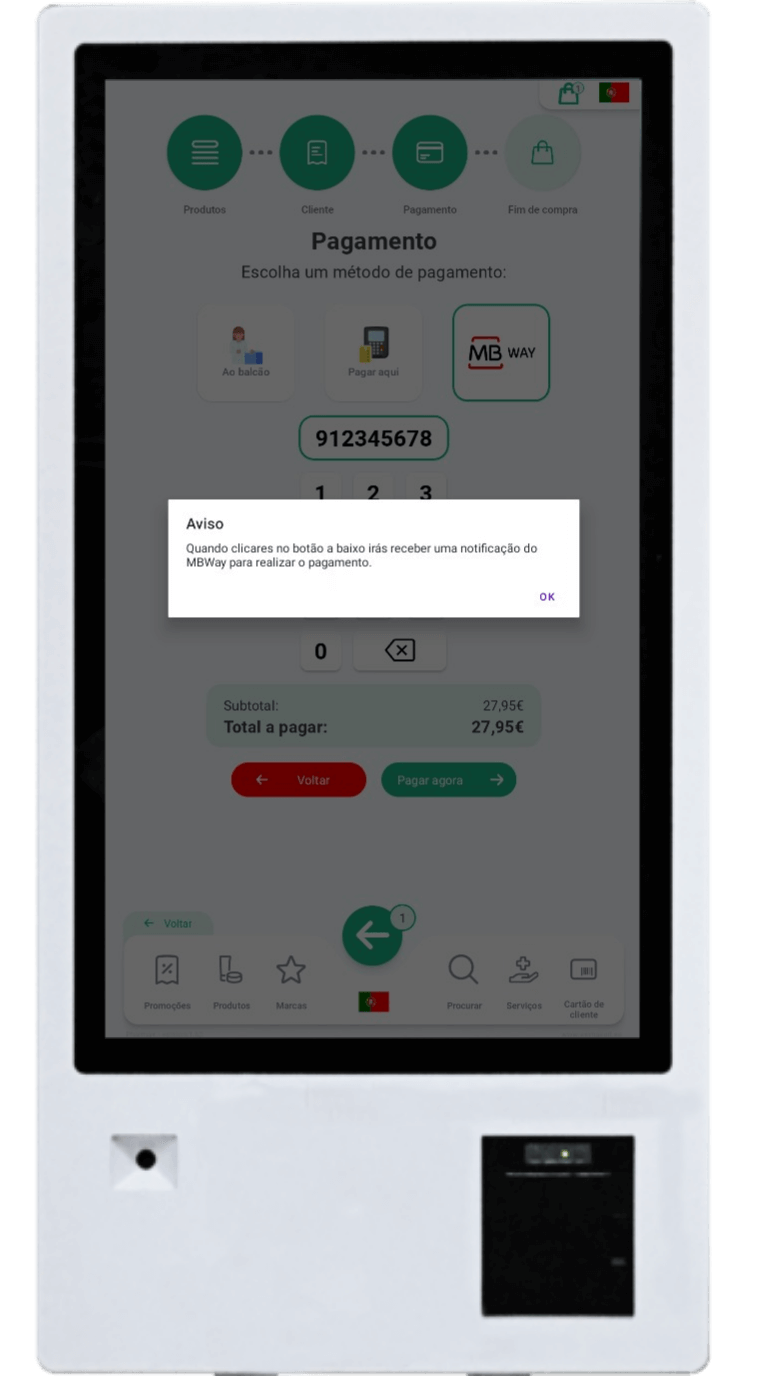 1
Produtos
Cliente
Pagamento
Fim de compra
Pagamento
Escolha um método de pagamento:
Ao balcão
Pagar aqui
MB WAY
912345678
1 2 3
Aviso
Quando clicares no botão a baixo irás receber uma notificação do
MBWay para realizar o pagamento.
OK
0
Subtotal: 27,95€
Total a pagar: 27,95€
Voltar
Pagar agora
Voltar
1
Promoções
Produtos
Marcas
Procurar
Serviços
Cartão de
cliente